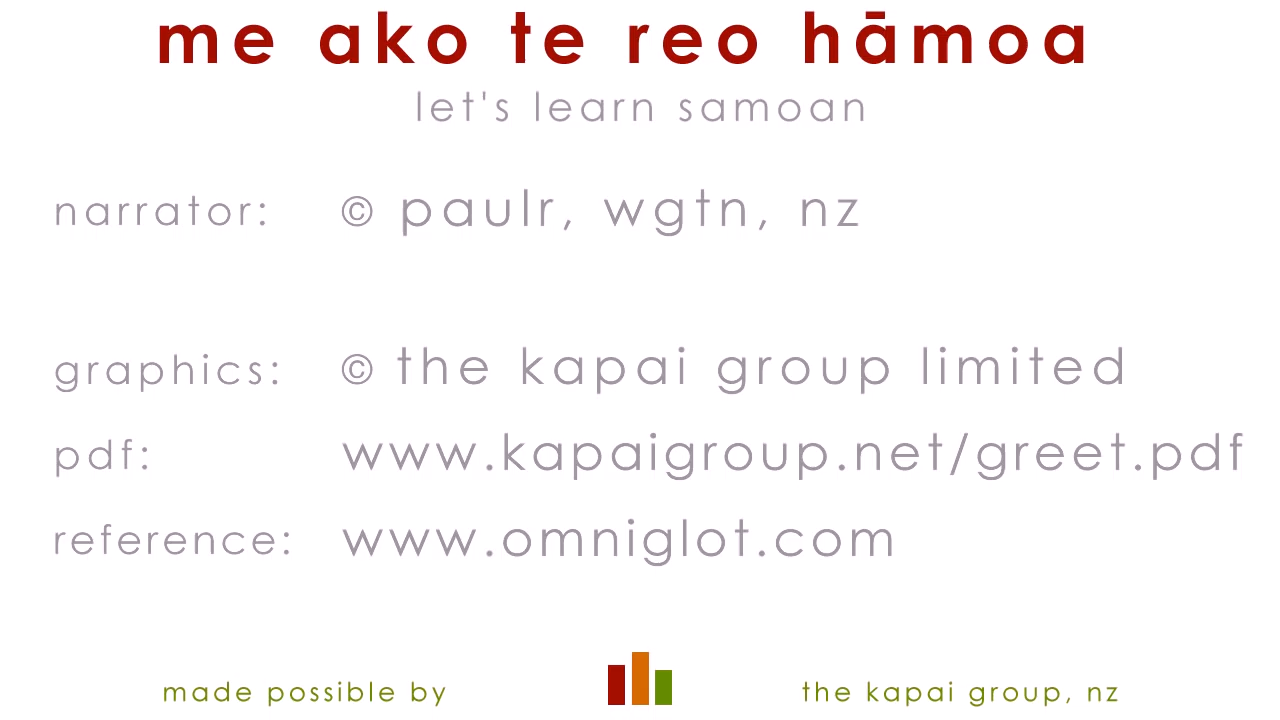 me ako te reo hāmoa
let's learn samoan
narrator: © paulr, wgtn, nz
graphics: © the kapai group limited
pdf: www.kapaigroup.net/greet.pdf
reference: www.omniglot.com
made possible by the kapai group, nz